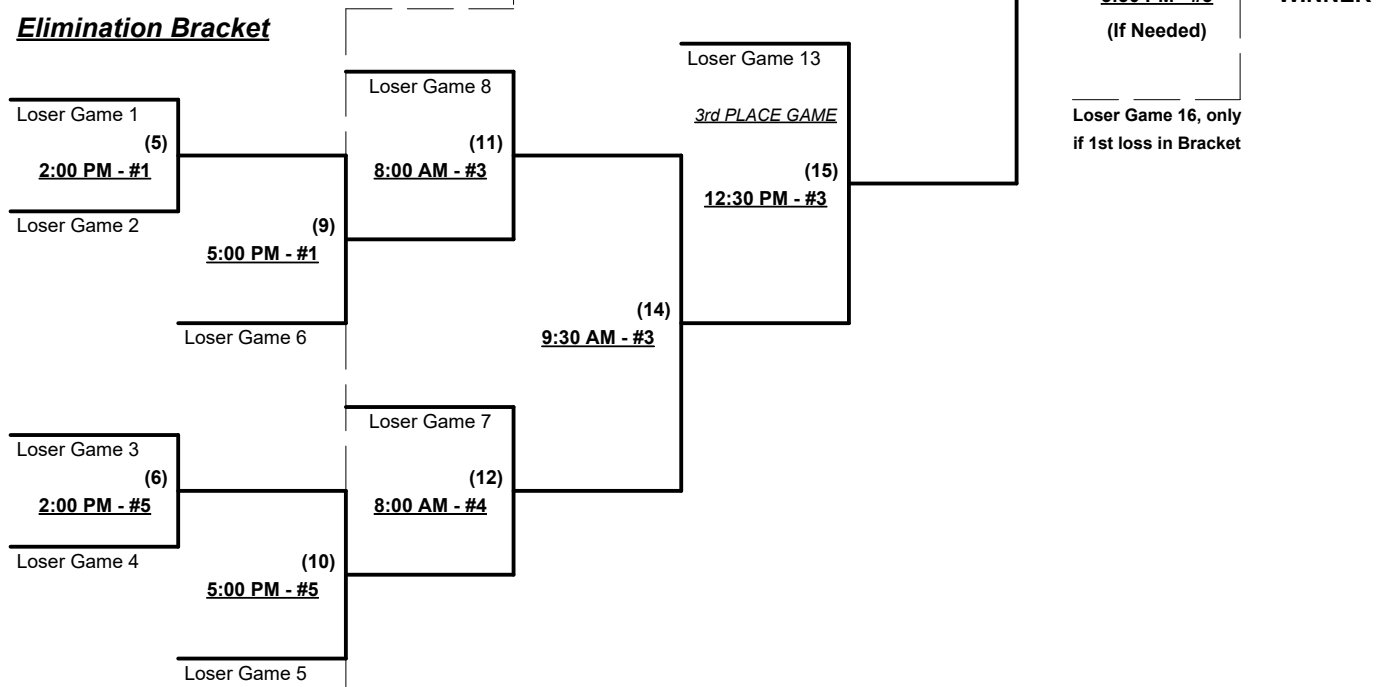 WINNER
(If Needed)
Elimination Bracket
Loser Game 13
Loser Game 8
Loser Game 1
3rd PLACE GAME
Loser Game 16, only
if 1st loss in Bracket
(5)
(11)
2:00 PM - #1
8:00 AM - #3
(15)
12:30 PM - #3
Loser Game 2
(9)
5:00 PM - #1
(14)
Loser Game 6
9:30 AM - #3
Loser Game 7
Loser Game 3
(6)
(12)
2:00 PM - #5
8:00 AM - #4
Loser Game 4
(10)
5:00 PM - #5
Loser Game 5